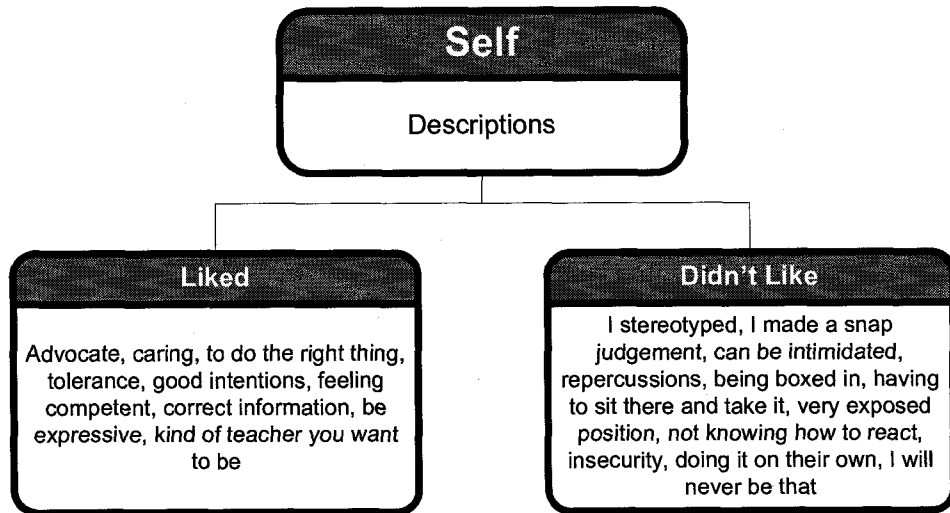 Self
Descriptions
Liked
Advocate, caring, to do the right thing,
tolerance, good intentions, feeling
competent, correct information, be
expressive, kind of teacher you want
to be
Didn't Like
I stereotyped, I made a snap
judgement, can be intimidated,
repercussions, being boxed in, having
to sit there and take it, very exposed
position, not knowing how to react,
insecurity, doing it on their own, I will
never be that